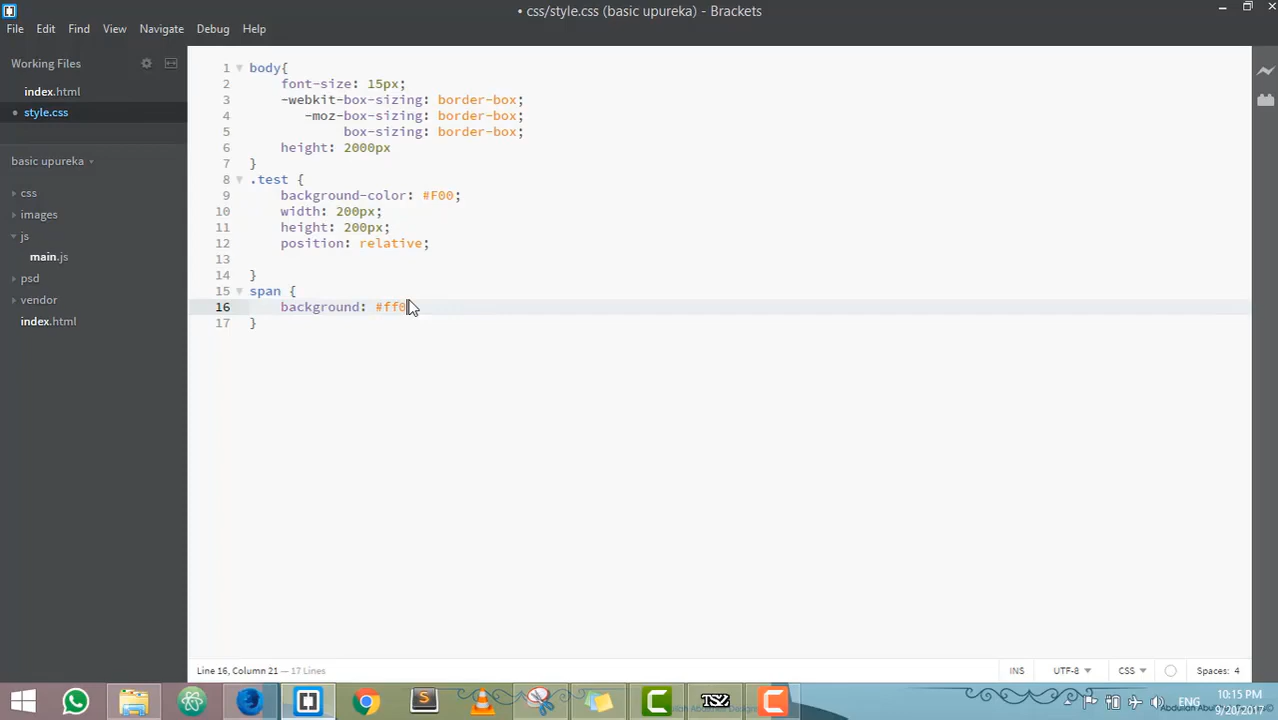 • css/style.css (basic upureka) - Brackets
File Edit Find View Navigate Debug Help
Working Files
index.html
• style.css
basic upureka
css
images
js
main.js
psd
vendor
index.html
1 body{
2 font-size: 15px;
3 -webkit-box-sizing: border-box;
4 -moz-box-sizing: border-box;
5 box-sizing: border-box;
6 height: 2000px
7 }
8 .test {
9 background-color: #F00;
10 width: 200px;
11 height: 200px;
12 position: relative;
13
14 }
15 span {
16 background: #ff0
17 }
Line 16, Column 21 — 17 Lines
INS UTF-8 CSS Spaces: 4
ENG
10:15 PM
9/20/2017